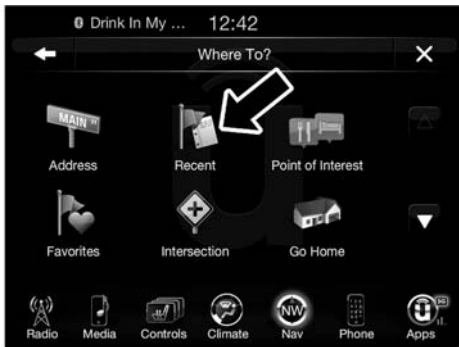 Drink In My ... 12:42
Where To?
MAIN
Address Recent Point of Interest
Favorites Intersection Go Home
NW
Radio Media Controls Climate Nav Phone Apps